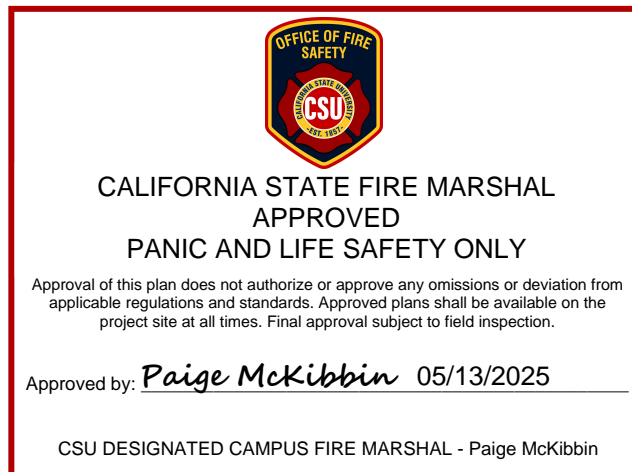 OFFICE OF FIRE
SAFETY
CALIFORNIA STATE UNIVERSITY
CSU
-EST. 1857-
CALIFORNIA STATE FIRE MARSHAL
APPROVED
PANIC AND LIFE SAFETY ONLY
Approval of this plan does not authorize or approve any omissions or deviation from
applicable regulations and standards. Approved plans shall be available on the
project site at all times. Final approval subject to field inspection.
Approved by: Paige McKibbin 05/13/2025
CSU DESIGNATED CAMPUS FIRE MARSHAL - Paige McKibbin